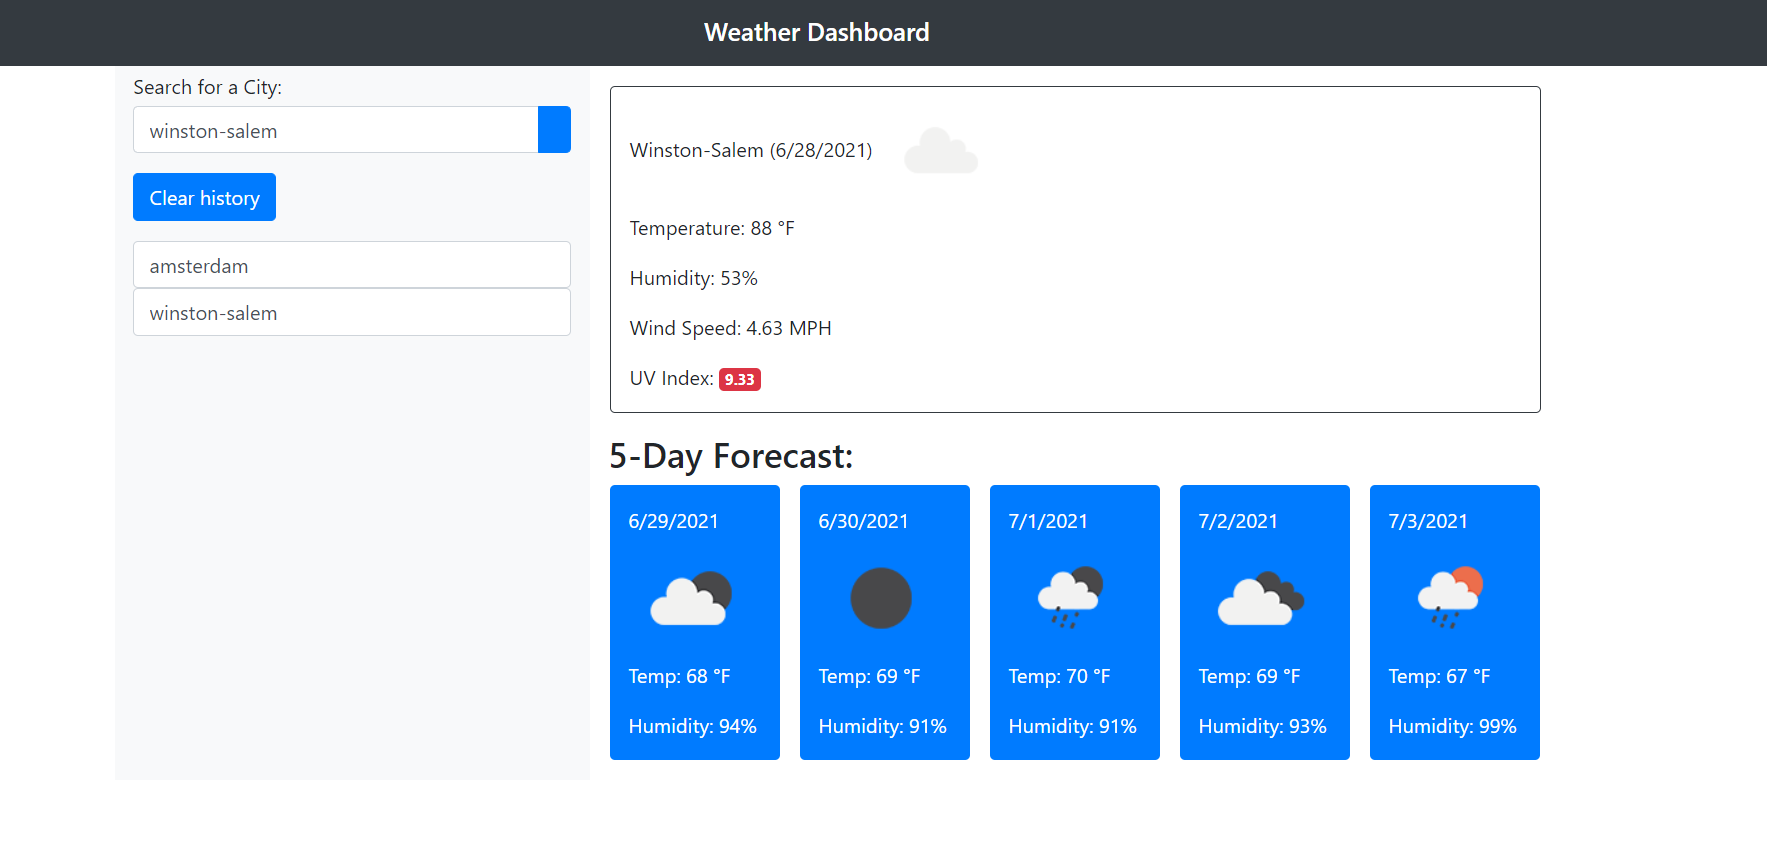 Weather Dashboard
Search for a City:
winston-salem
Clear history
amsterdam
winston-salem
Winston-Salem (6/28/2021)
Temperature: 88 °F
Humidity: 53%
Wind Speed: 4.63 MPH
UV Index: 9.33
5-Day Forecast:
6/29/2021
Temp: 68 °F
Humidity: 94%
6/30/2021
Temp: 69 °F
Humidity: 91%
7/1/2021
Temp: 70 °F
Humidity: 91%
7/2/2021
Temp: 69 °F
Humidity: 93%
7/3/2021
Temp: 67 °F
Humidity: 99%